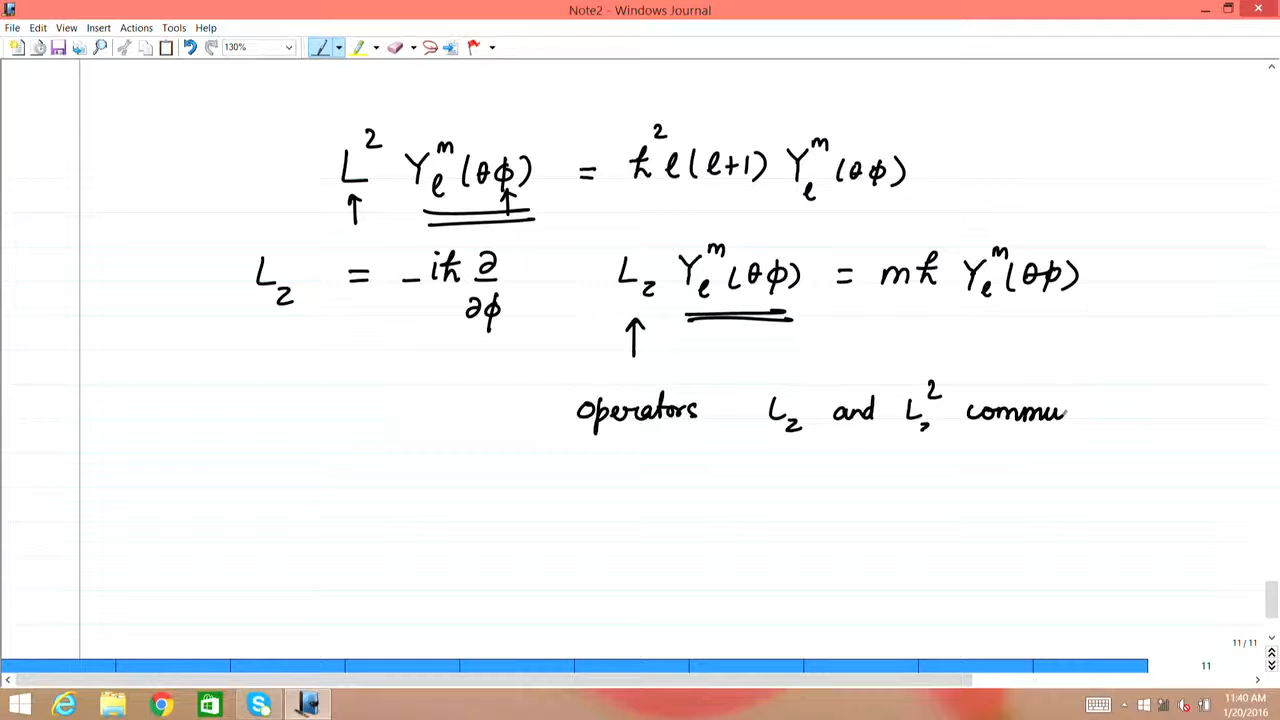 Note2 - Windows Journal
File Edit View Insert Actions Tools Help
130%
L² Yₗᵐ(θϕ) = ħ² ℓ(ℓ+1) Yₗᵐ(θϕ)
L_z = -iħ ∂/∂ϕ L_z Yₗᵐ(θϕ) = mħ Yₗᵐ(θϕ)
operators L_z and L² commu
11 / 11
11
11:40 AM
1/20/2016